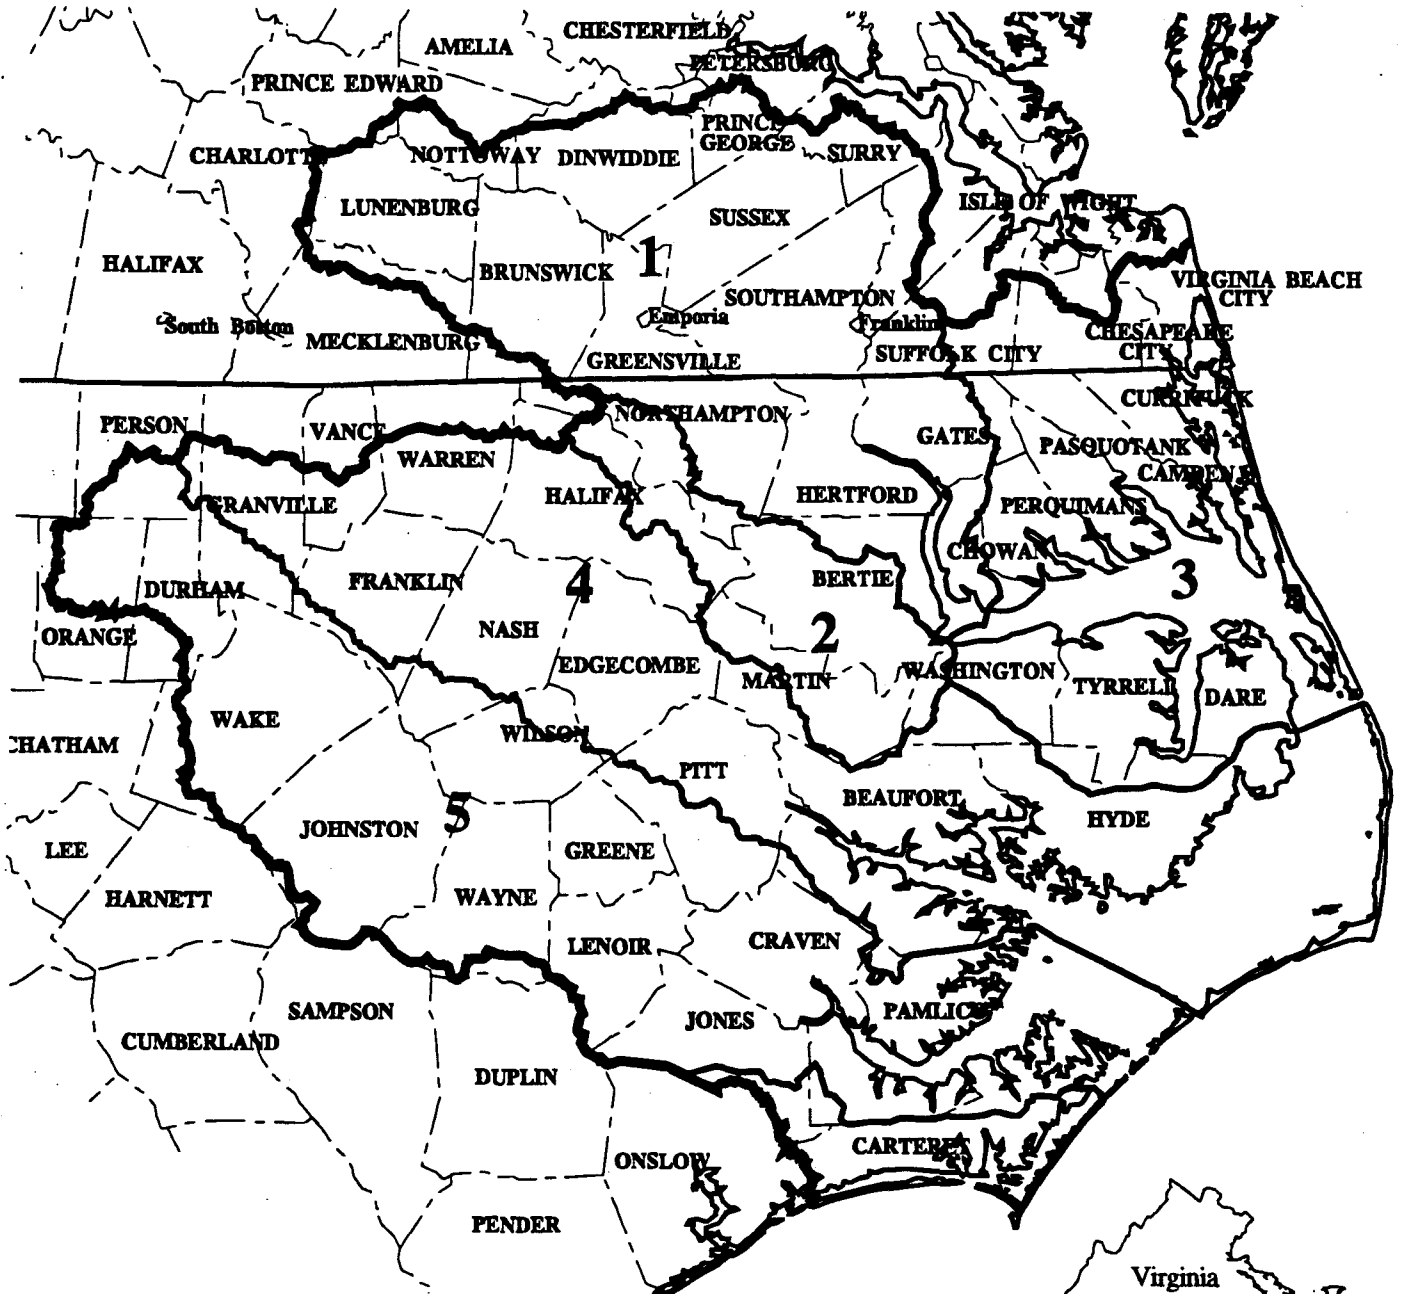 CHESTERFIELD
AMELIA
PETERSBURG
PRINCE EDWARD
PRINCE
GEORGE
CHARLOTTE
NOTTOWAY
DINWIDDIE
SURRY
LUNENBURG
ISLE OF WIGHT
SUSSEX
HALIFAX
BRUNSWICK
1
VIRGINIA BEACH
CITY
SOUTHAMPTON
South Boston
Emporia
Franklin
CHESAPEAKE
CITY
MECKLENBURG
GREENSVILLE
SUFFOLK CITY
CURRITUCK
NORTHAMPTON
PERSON
VANCE
GATES
PASQUOTANK
WARREN
CAMDEN
HALIFAX
HERTFORD
GRANVILLE
PERQUIMANS
CHOWAN
FRANKLIN
4
BERTIE
3
DURHAM
ORANGE
NASH
2
EDGECOMBE
MARTIN
WASHINGTON
TYRRELL
DARE
WAKE
WILSON
CHATHAM
PITT
BEAUFORT
HYDE
JOHNSTON
5
LEE
GREENE
HARNETT
WAYNE
LENOIR
CRAVEN
SAMPSON
JONES
PAMLICO
CUMBERLAND
DUPLIN
CARTERET
ONSLOW
PENDER
Virginia